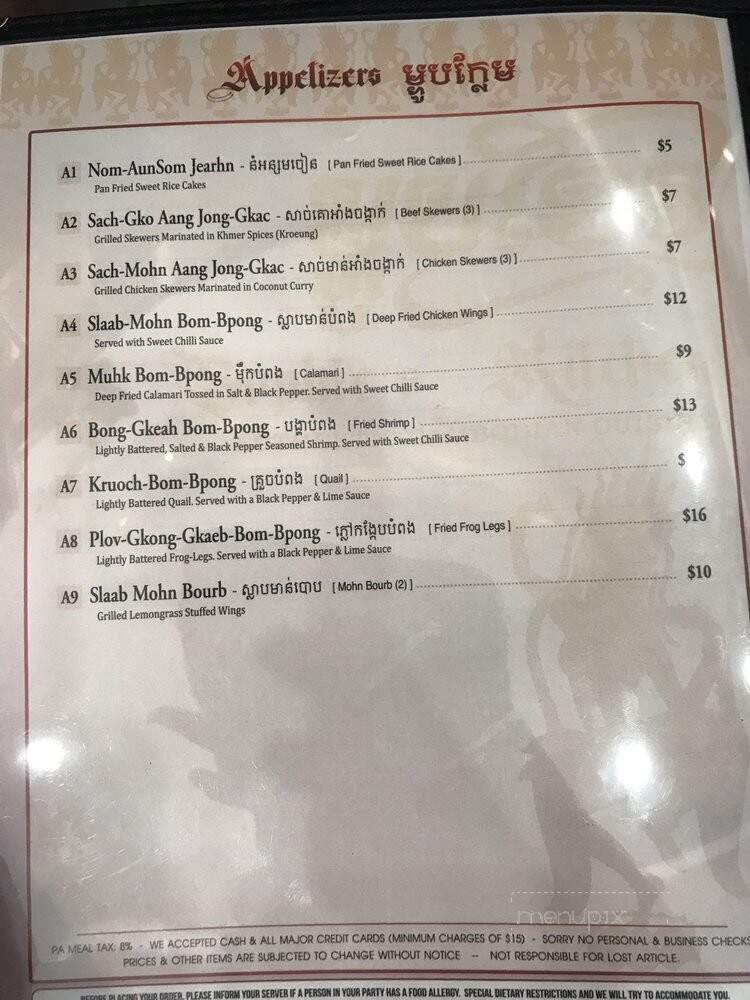 Appetizers ម្ហូបក្លែម
A1 Nom-AunSom Jearhn - នំអន្សមចៀន [ Pan Fried Sweet Rice Cakes ] $5
Pan Fried Sweet Rice Cakes
A2 Sach-Gko Aang Jong-Gkac - សាច់គោអាំងចង្កាក់ [ Beef Skewers (3) ] $7
Grilled Skewers Marinated in Khmer Spices (Kroeung)
A3 Sach-Mohn Aang Jong-Gkac - សាច់មាន់អាំងចង្កាក់ [ Chicken Skewers (3) ] $7
Grilled Chicken Skewers Marinated in Coconut Curry
A4 Slaab-Mohn Bom-Bpong - ស្លាបមាន់បំពង [ Deep Fried Chicken Wings ] $12
Served with Sweet Chilli Sauce
A5 Muhk Bom-Bpong - ម៉ឹកបំពង [ Calamari ] $9
Deep Fried Calamari Tossed in Salt & Black Pepper. Served with Sweet Chilli Sauce
A6 Bong-Gkeah Bom-Bpong - បង្គាបំពង [ Fried Shrimp ] $13
Lightly Battered, Salted & Black Pepper Seasoned Shrimp. Served with Sweet Chilli Sauce
A7 Kruoch-Bom-Bpong - គ្រួចបំពង [ Quail ] $
Lightly Battered Quail. Served with a Black Pepper & Lime Sauce
A8 Plov-Gkong-Gkaeb-Bom-Bpong - ភ្លៅកង្កែបបំពង [ Fried Frog Legs ] $16
Lightly Battered Frog-Legs. Served with a Black Pepper & Lime Sauce
A9 Slaab Mohn Bourb - ស្លាបមាន់បោប [ Mohn Bourb (2) ] $10
Grilled Lemongrass Stuffed Wings
menupix
PA MEAL TAX: 8% - WE ACCEPTED CASH & ALL MAJOR CREDIT CARDS (MINIMUM CHARGES OF $15) - SORRY NO PERSONAL & BUSINESS CHECKS
PRICES & OTHER ITEMS ARE SUBJECTED TO CHANGE WITHOUT NOTICE -- NOT RESPONSIBLE FOR LOST ARTICLE.
BEFORE PLACING YOUR ORDER, PLEASE INFORM YOUR SERVER IF A PERSON IN YOUR PARTY HAS A FOOD ALLERGY. SPECIAL DIETARY RESTRICTIONS AND WE WILL TRY TO ACCOMMODATE YOU.